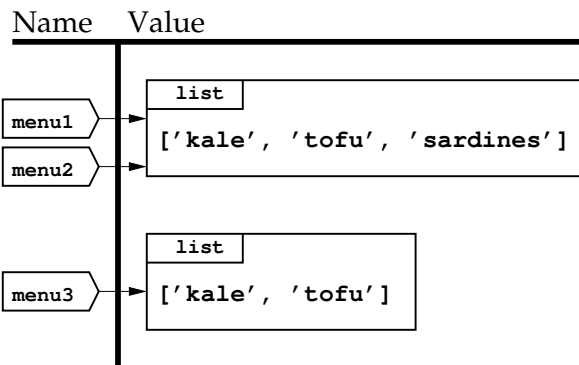 Name Value
list
menu1
['kale', 'tofu', 'sardines']
menu2
list
menu3
['kale', 'tofu']